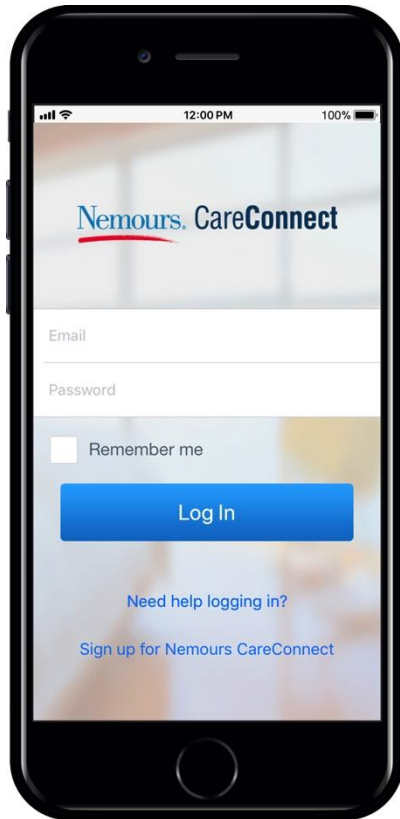 12:00 PM 100%
Nemours. CareConnect
Email
Password
Remember me
Log In
Need help logging in?
Sign up for Nemours CareConnect